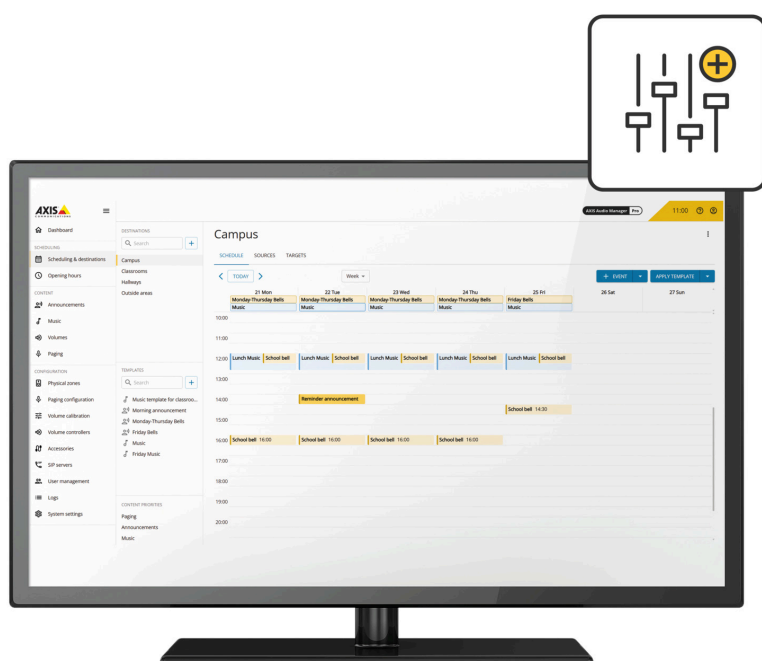 AXIS
COMMUNICATIONS
AXIS Audio Manager Pro
11:00
Dashboard
SCHEDULING
Scheduling & destinations
Opening hours
CONTENT
Announcements
Music
Volumes
Paging
CONFIGURATION
Physical zones
Paging configuration
Volume calibration
Volume controllers
Accessories
SIP servers
User management
Logs
System settings
DESTINATIONS
Search
Campus
Classrooms
Hallways
Outside areas
TEMPLATES
Search
Music template for classroo...
Morning announcement
Monday-Thursday Bells
Friday Bells
Music
Friday Music
CONTENT PRIORITIES
Paging
Announcements
Music
Campus
SCHEDULE SOURCES TARGETS
TODAY Week + EVENT APPLY TEMPLATE
21 Mon 22 Tue 23 Wed 24 Thu 25 Fri 26 Sat 27 Sun
Monday-Thursday Bells Monday-Thursday Bells Monday-Thursday Bells Monday-Thursday Bells Friday Bells
Music Music Music Music Music
10:00
11:00
12:00 Lunch Music School bell Lunch Music School bell Lunch Music School bell Lunch Music School bell Lunch Music School bell
13:00
14:00 Reminder announcement
School bell 14:30
15:00
16:00 School bell 16:00 School bell 16:00 School bell 16:00 School bell 16:00
17:00
18:00
19:00
20:00